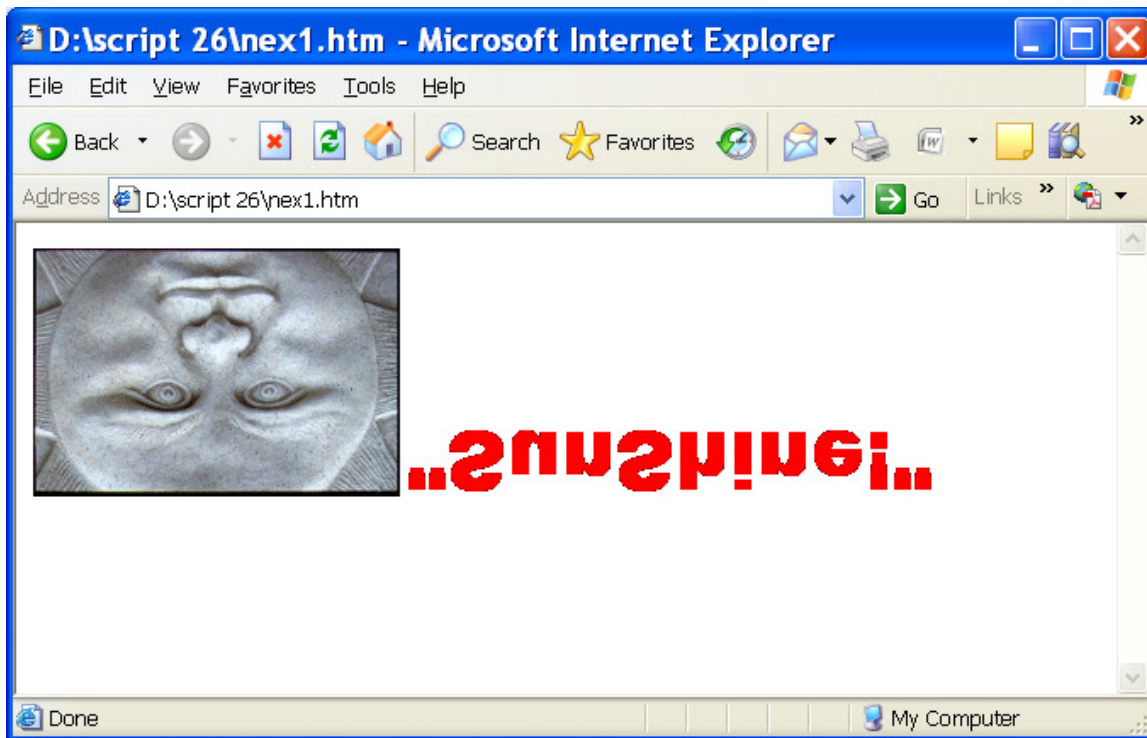 D:\script 26\nex1.htm - Microsoft Internet Explorer
File Edit View Favorites Tools Help
Back Search Favorites W »
Address D:\script 26\nex1.htm Go Links »
"SunShine!"
Done My Computer